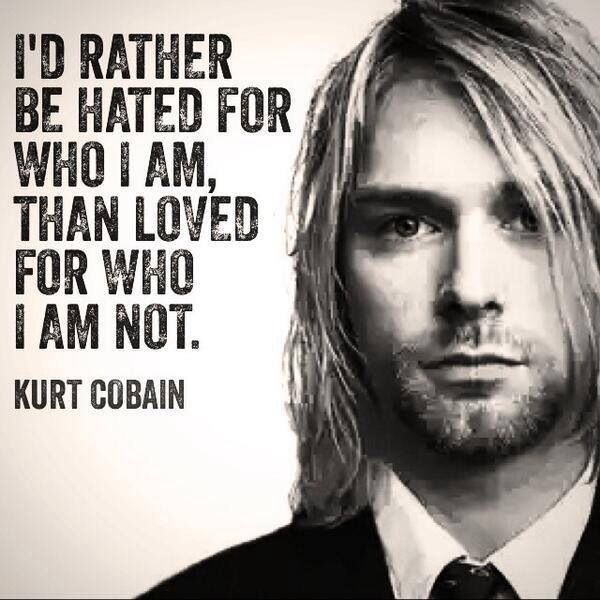 I'D RATHER
BE HATED FOR
WHO I AM,
THAN LOVED
FOR WHO
I AM NOT.
KURT COBAIN